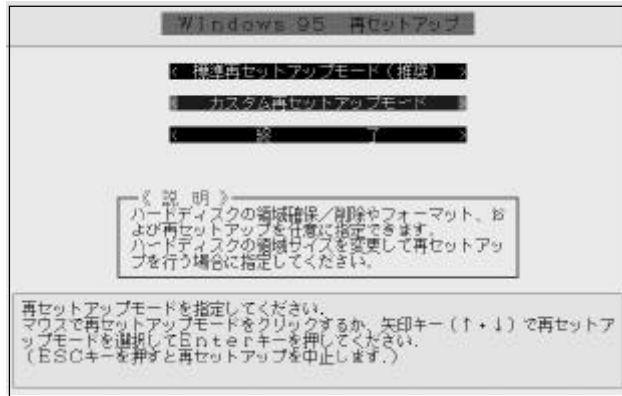 Windows 95 再セットアップ
< 標準再セットアップモード(推奨) >
カスタム再セットアップモード
< 終 了 >
《 説 明 》
ハードディスクの領域確保／削除やフォーマット、お
よび再セットアップを任意に指定できます。
ハードディスクの領域サイズを変更して再セットアッ
プを行う場合に指定してください。
再セットアップモードを指定してください.
マウスで再セットアップモードをクリックするか、矢印キー(↑・↓)で再セットア
ップモードを選択してEnterキーを押してください.
(ESCキーを押すと再セットアップを中止します.)